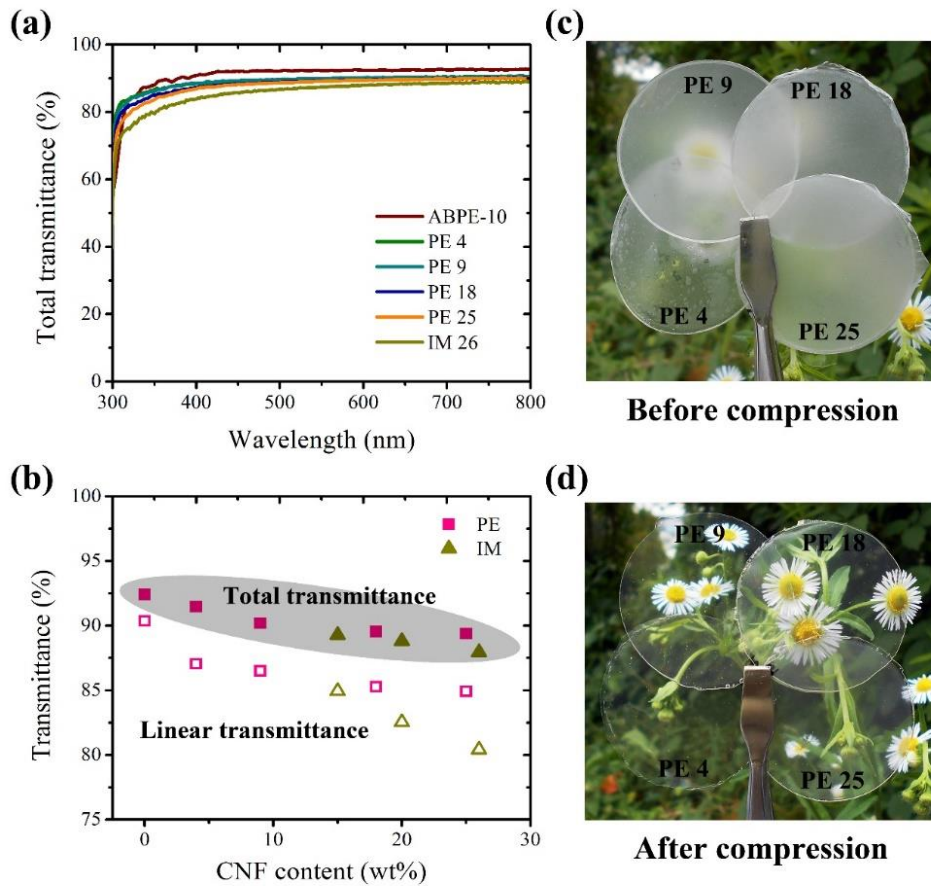 (a)
100
80
60
40
20
0
Total transmittance (%)
ABPE-10
PE 4
PE 9
PE 18
PE 25
IM 26
300 400 500 600 700 800
Wavelength (nm)
(c)
PE 9
PE 18
PE 4
PE 25
Before compression
(b)
100
95
90
85
80
75
Transmittance (%)
PE
IM
Total transmittance
Linear transmittance
0 10 20 30
CNF content (wt%)
(d)
PE 9
PE 18
PE 4
PE 25
After compression